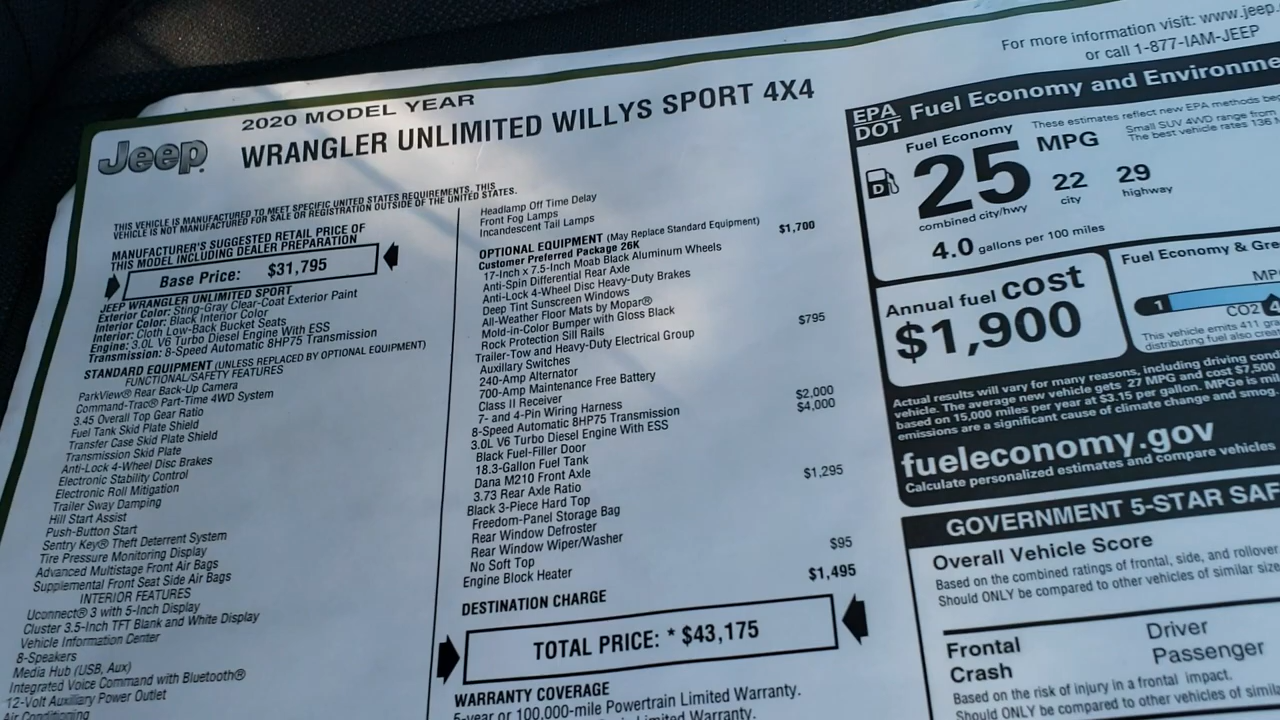 For more information visit: www.jeep.
or call 1-877-IAM-JEEP
Jeep
2020 MODEL YEAR
WRANGLER UNLIMITED WILLYS SPORT 4X4
THIS VEHICLE IS MANUFACTURED TO MEET SPECIFIC UNITED STATES REQUIREMENTS. THIS
VEHICLE IS NOT MANUFACTURED FOR SALE OR REGISTRATION OUTSIDE OF THE UNITED STATES.
MANUFACTURER'S SUGGESTED RETAIL PRICE OF
THIS MODEL INCLUDING DEALER PREPARATION
Base Price: $31,795
JEEP WRANGLER UNLIMITED SPORT
Exterior Color: Sting-Gray Clear-Coat Exterior Paint
Interior Color: Black Interior Color
Interior: Cloth Low-Back Bucket Seats
Engine: 3.0L V6 Turbo Diesel Engine With ESS
Transmission: 8-Speed Automatic 8HP75 Transmission
STANDARD EQUIPMENT (UNLESS REPLACED BY OPTIONAL EQUIPMENT)
FUNCTIONAL/SAFETY FEATURES
ParkView® Rear Back-Up Camera
Command-Trac® Part-Time 4WD System
3.45 Overall Top Gear Ratio
Fuel Tank Skid Plate Shield
Transfer Case Skid Plate Shield
Transmission Skid Plate
Anti-Lock 4-Wheel Disc Brakes
Electronic Stability Control
Electronic Roll Mitigation
Trailer Sway Damping
Hill Start Assist
Push-Button Start
Sentry Key® Theft Deterrent System
Tire Pressure Monitoring Display
Advanced Multistage Front Air Bags
Supplemental Front Seat Side Air Bags
INTERIOR FEATURES
Uconnect® 3 with 5-Inch Display
Cluster 3.5-Inch TFT Blank and White Display
Vehicle Information Center
8-Speakers
Media Hub (USB, Aux)
Integrated Voice Command with Bluetooth®
12-Volt Auxiliary Power Outlet
Air Conditioning
Headlamp Off Time Delay
Front Fog Lamps
Incandescent Tail Lamps
OPTIONAL EQUIPMENT (May Replace Standard Equipment)
Customer Preferred Package 26K $1,700
17-Inch x 7.5-Inch Moab Black Aluminum Wheels
Anti-Spin Differential Rear Axle
Anti-Lock 4-Wheel Disc Heavy-Duty Brakes
Deep Tint Sunscreen Windows
All-Weather Floor Mats by Mopar®
Mold-in-Color Bumper with Gloss Black
Rock Protection Sill Rails
Trailer-Tow and Heavy-Duty Electrical Group $795
Auxiliary Switches
240-Amp Alternator
700-Amp Maintenance Free Battery
Class II Receiver
7- and 4-Pin Wiring Harness
8-Speed Automatic 8HP75 Transmission $2,000
3.0L V6 Turbo Diesel Engine With ESS $4,000
Black Fuel-Filler Door
18.3-Gallon Fuel Tank
Dana M210 Front Axle
3.73 Rear Axle Ratio
Black 3-Piece Hard Top $1,295
Freedom-Panel Storage Bag
Rear Window Defroster
Rear Window Wiper/Washer
No Soft Top
Engine Block Heater $95
DESTINATION CHARGE $1,495
TOTAL PRICE: * $43,175
WARRANTY COVERAGE
5-year or 100,000-mile Powertrain Limited Warranty.
Limited Warranty.
EPA
DOT
Fuel Economy and Environme
Fuel Economy
These estimates reflect new EPA methods be
D
25 MPG
Small SUV 4WD range from
The best vehicle rates 136 M
22 29
city highway
combined city/hwy
4.0 gallons per 100 miles
Annual fuel cost
$1,900
Fuel Economy & Gre
MP
1
CO2
4
This vehicle emits 411 gra
distributing fuel also crea
Actual results will vary for many reasons, including driving cond
vehicle. The average new vehicle gets 27 MPG and cost $7,500
based on 15,000 miles per year at $3.15 per gallon. MPGe is mil
emissions are a significant cause of climate change and smog.
fueleconomy.gov
Calculate personalized estimates and compare vehicles
GOVERNMENT 5-STAR SAF
Overall Vehicle Score
Based on the combined ratings of frontal, side, and rollover
Should ONLY be compared to other vehicles of similar size
Frontal Driver
Crash Passenger
Based on the risk of injury in a frontal impact.
Should ONLY be compared to other vehicles of simila